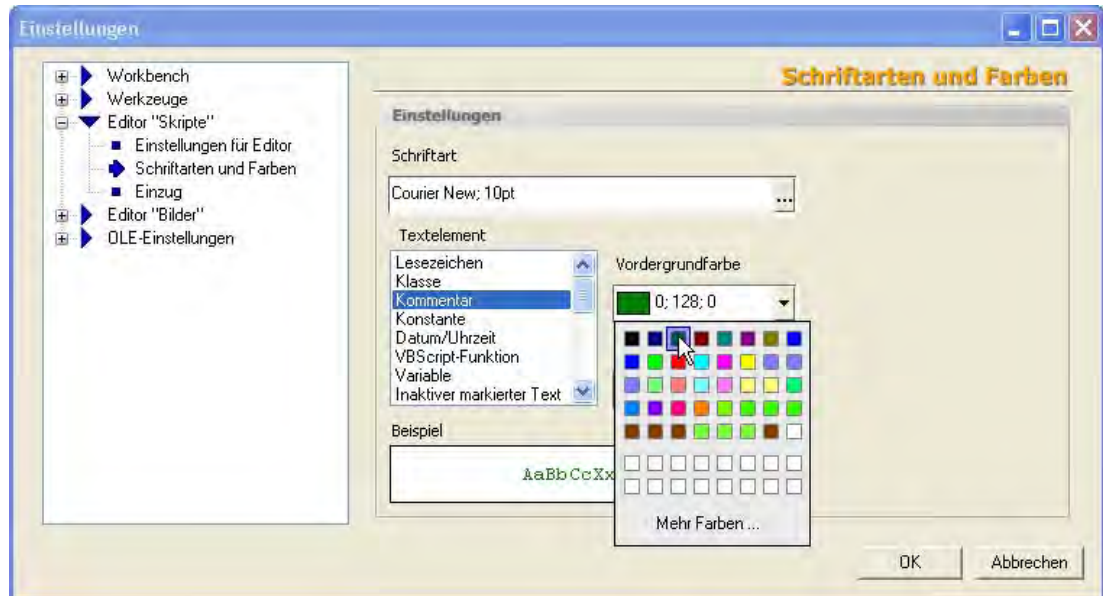 Einstellungen
Workbench
Werkzeuge
Editor "Skripte"
Einstellungen für Editor
Schriftarten und Farben
Einzug
Editor "Bilder"
OLE-Einstellungen
Schriftarten und Farben
Einstellungen
Schriftart
Courier New; 10pt
...
Textelement
Lesezeichen
Klasse
Kommentar
Konstante
Datum/Uhrzeit
VBScript-Funktion
Variable
Inaktiver markierter Text
Vordergrundfarbe
0; 128; 0
Mehr Farben ...
Beispiel
AaBbCcXx
OK
Abbrechen